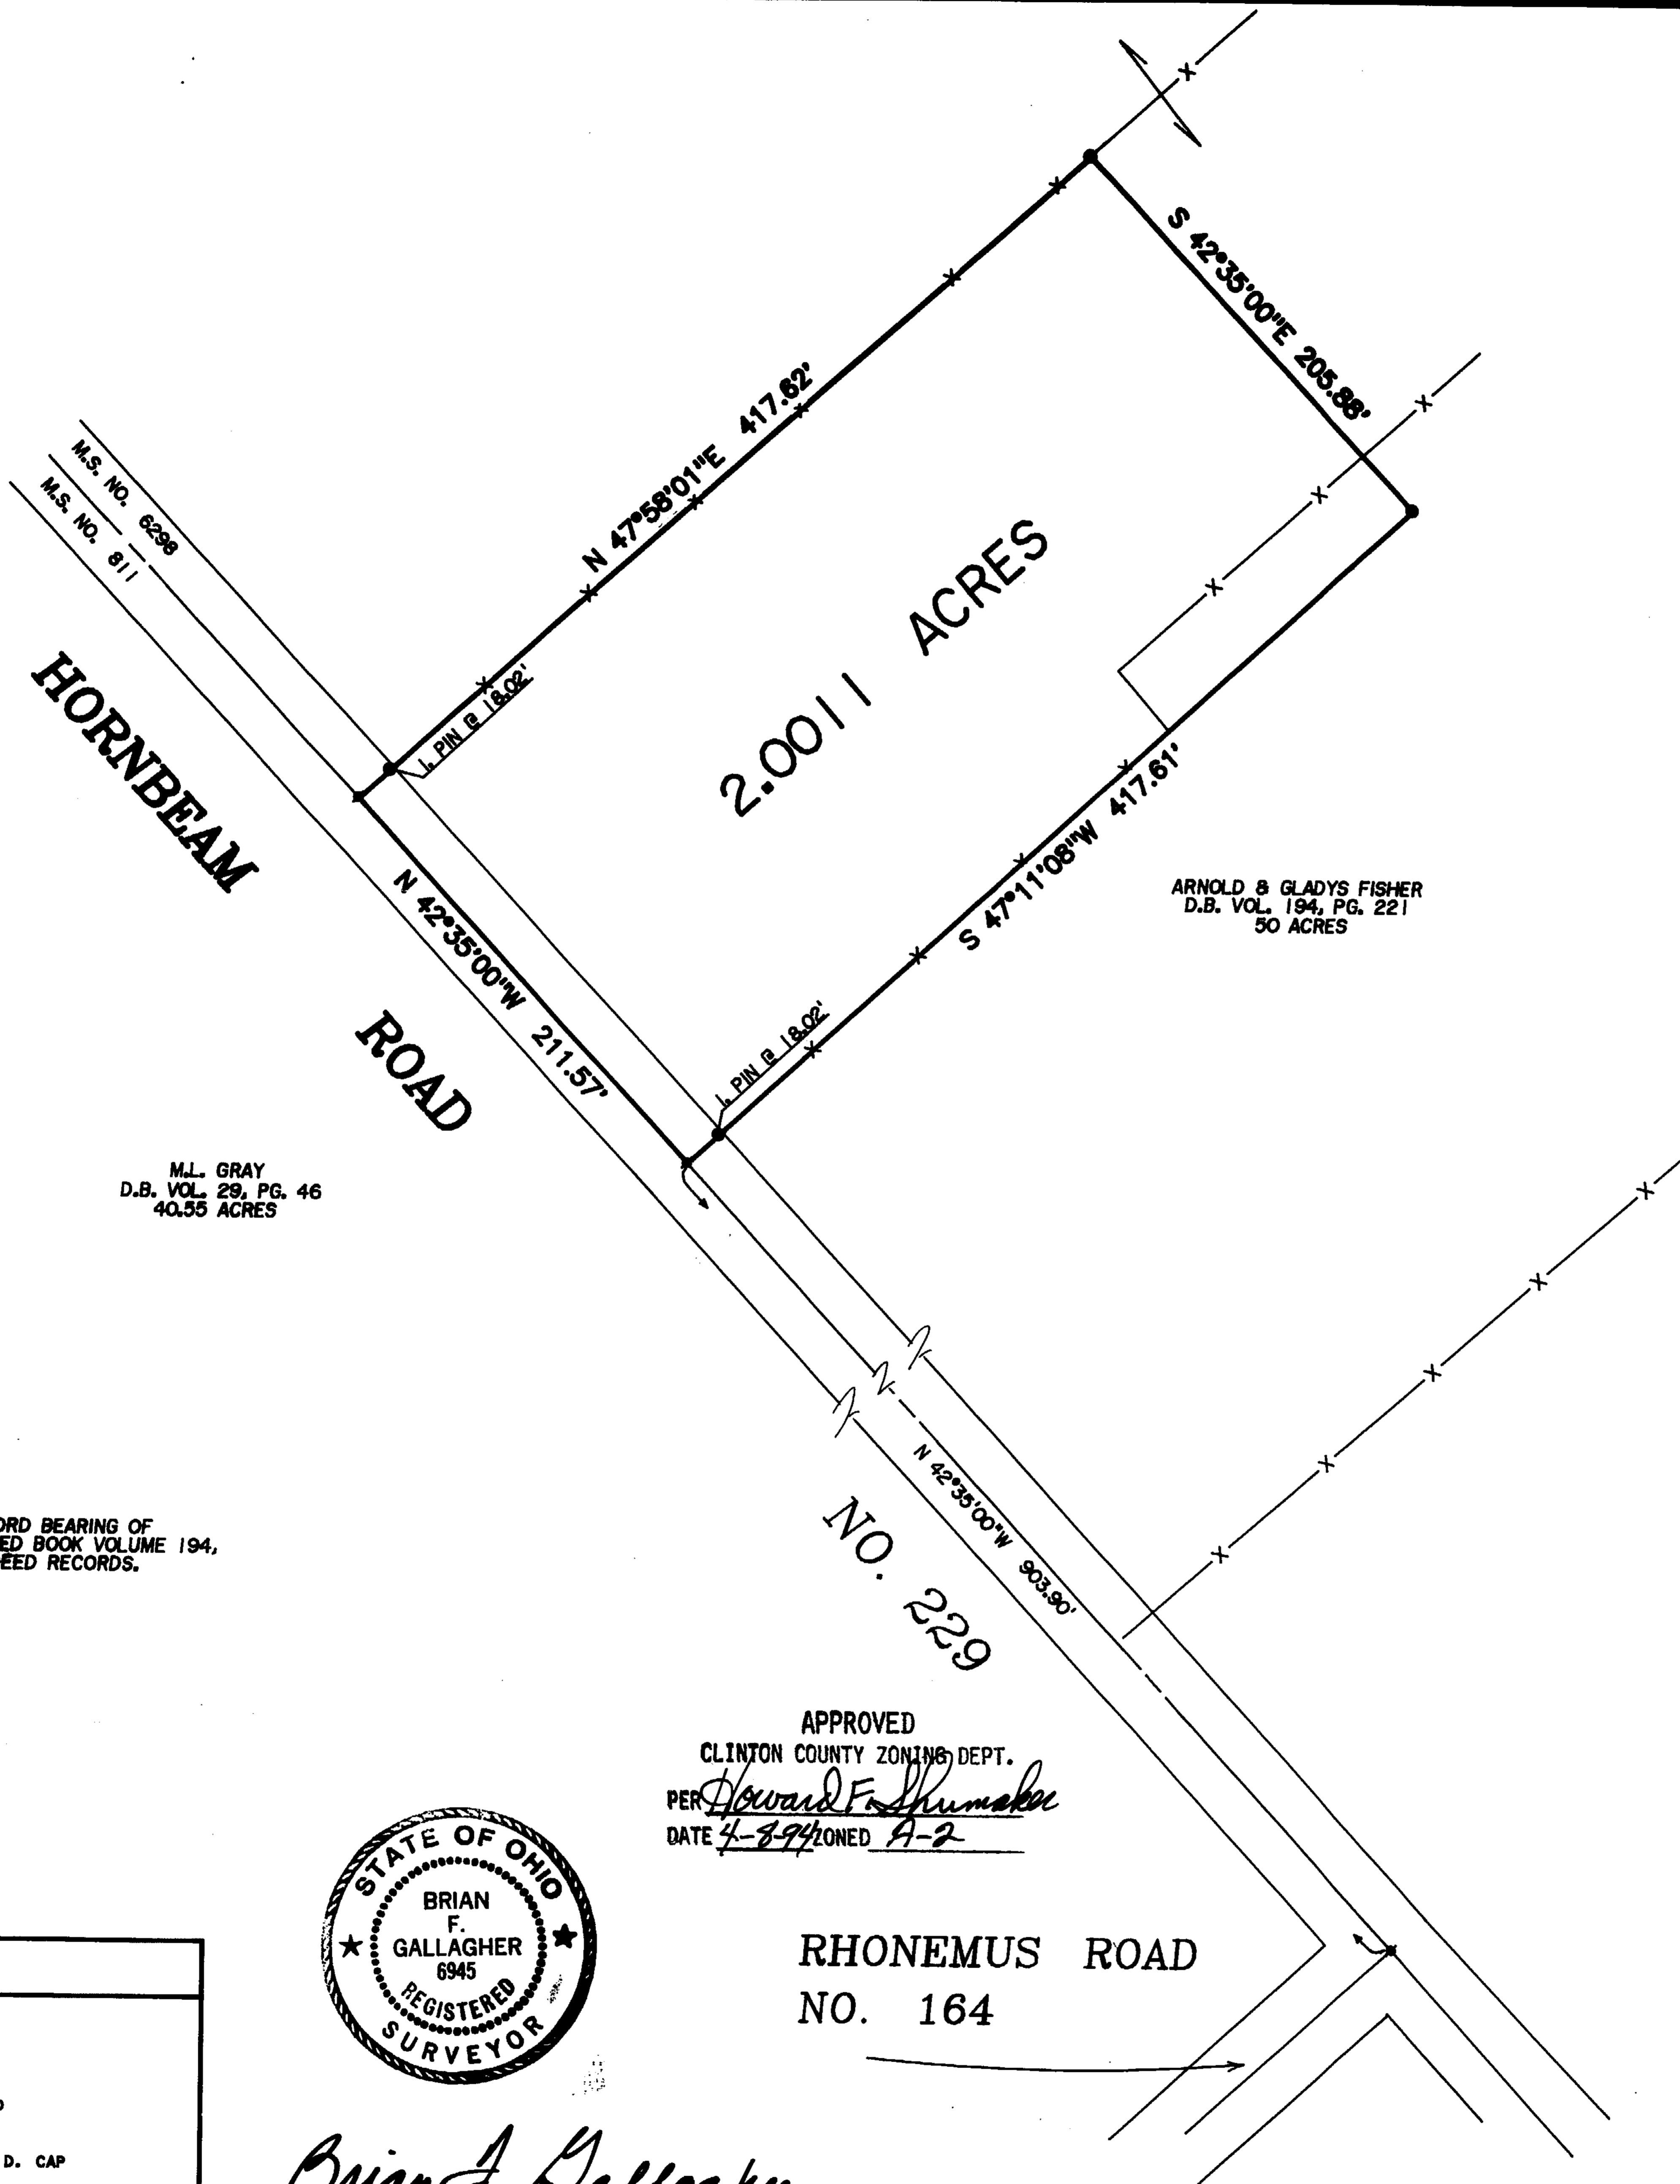 S 42°35'00"E 205.88'
N 47°58'01"E 417.62'
M.S. NO. 6298
M.S. NO. 811
2.0011 ACRES
I. PIN @ 18.02'
HORNBEAM
ROAD
N 42°35'00"W 211.57'
S 47°11'08"W 417.61'
I. PIN @ 18.02'
ARNOLD & GLADYS FISHER
D.B. VOL. 194, PG. 221
50 ACRES
M.L. GRAY
D.B. VOL. 29, PG. 46
40.55 ACRES
N 42°35'00"W 903.90'
NO. 229
BEARING OF
BOOK VOLUME 194,
RECORDS.
APPROVED
CLINTON COUNTY ZONING DEPT.
PER Howard F. Shumaker
DATE 4-8-94 ZONED A-2
STATE OF OHIO
BRIAN
F.
GALLAGHER
6945
REGISTERED
SURVEYOR
RHONEMUS ROAD
NO. 164
D. CAP
Brian F Gallagher